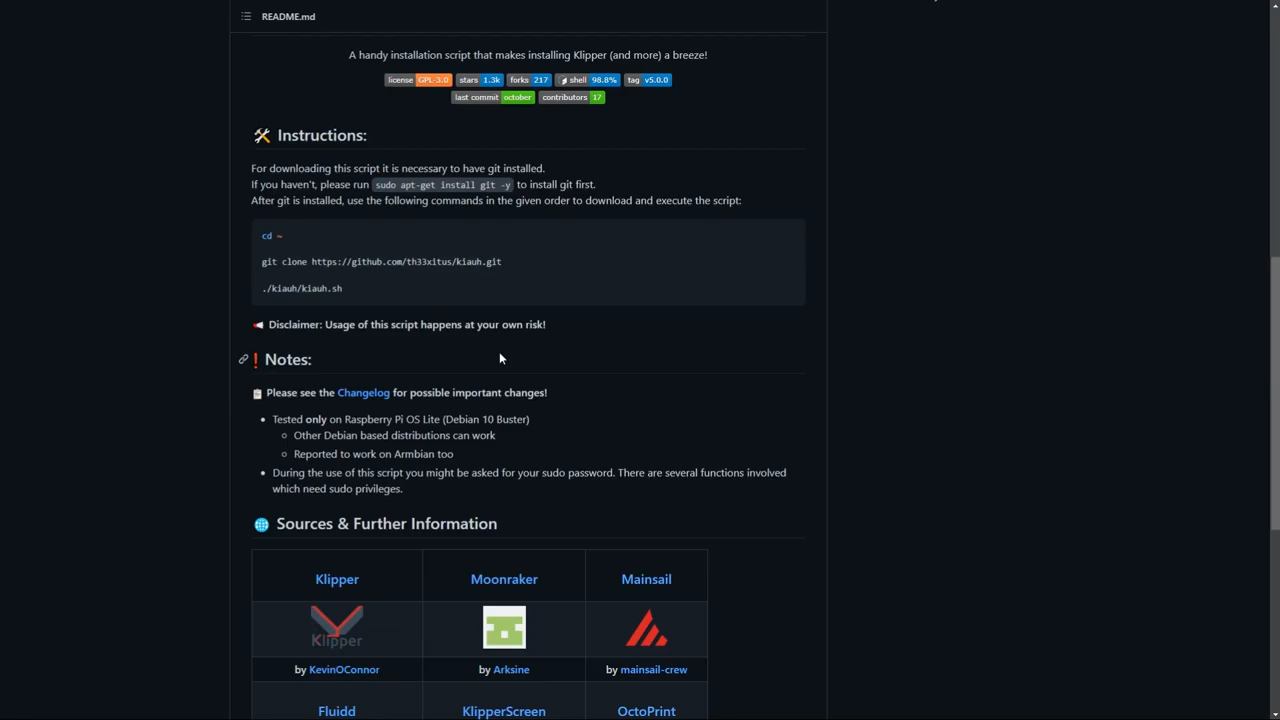 README.md
A handy installation script that makes installing Klipper (and more) a breeze!
license GPL-3.0 stars 1.3k forks 217 shell 98.8% tag v5.0.0
last commit october contributors 17
Instructions:
For downloading this script it is necessary to have git installed.
If you haven't, please run sudo apt-get install git -y to install git first.
After git is installed, use the following commands in the given order to download and execute the script:
cd ~
git clone https://github.com/th33xitus/kiauh.git
./kiauh/kiauh.sh
Disclaimer: Usage of this script happens at your own risk!
Notes:
Please see the Changelog for possible important changes!
Tested only on Raspberry Pi OS Lite (Debian 10 Buster)
Other Debian based distributions can work
Reported to work on Armbian too
During the use of this script you might be asked for your sudo password. There are several functions involved
which need sudo privileges.
Sources & Further Information
Klipper Moonraker Mainsail
Klipper
by KevinOConnor by Arksine by mainsail-crew
Fluidd KlipperScreen OctoPrint